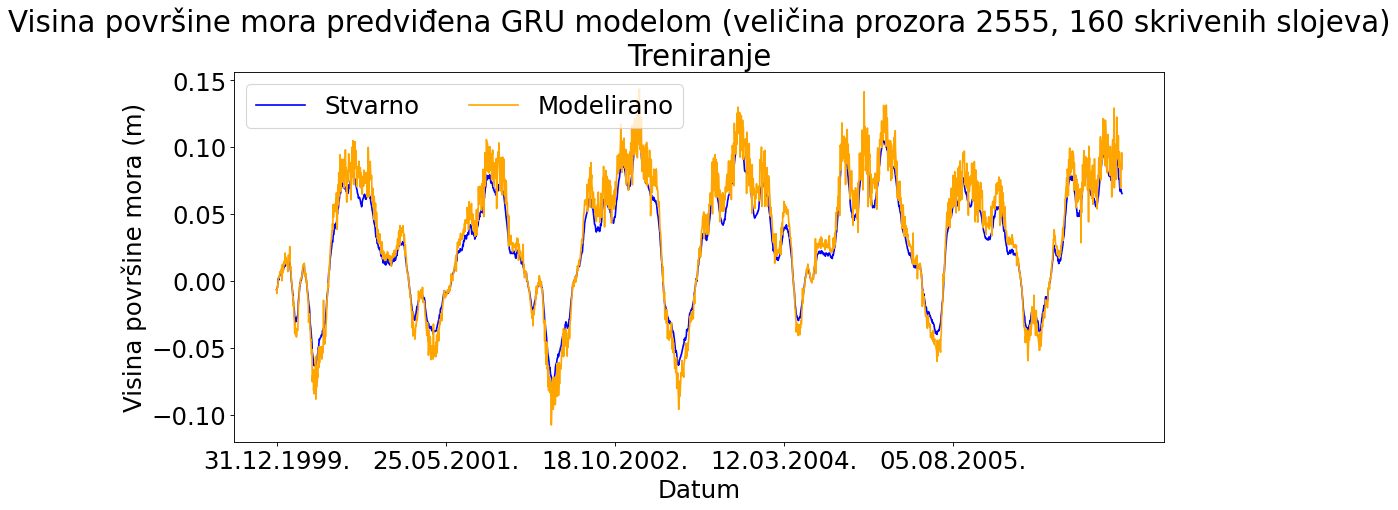 Visina površine mora predviđena GRU modelom (veličina prozora 2555, 160 skrivenih slojeva)
Treniranje
Stvarno
Modelirano
Visina površine mora (m)
0.15
0.10
0.05
0.00
−0.05
−0.10
31.12.1999.
25.05.2001.
18.10.2002.
12.03.2004.
05.08.2005.
Datum